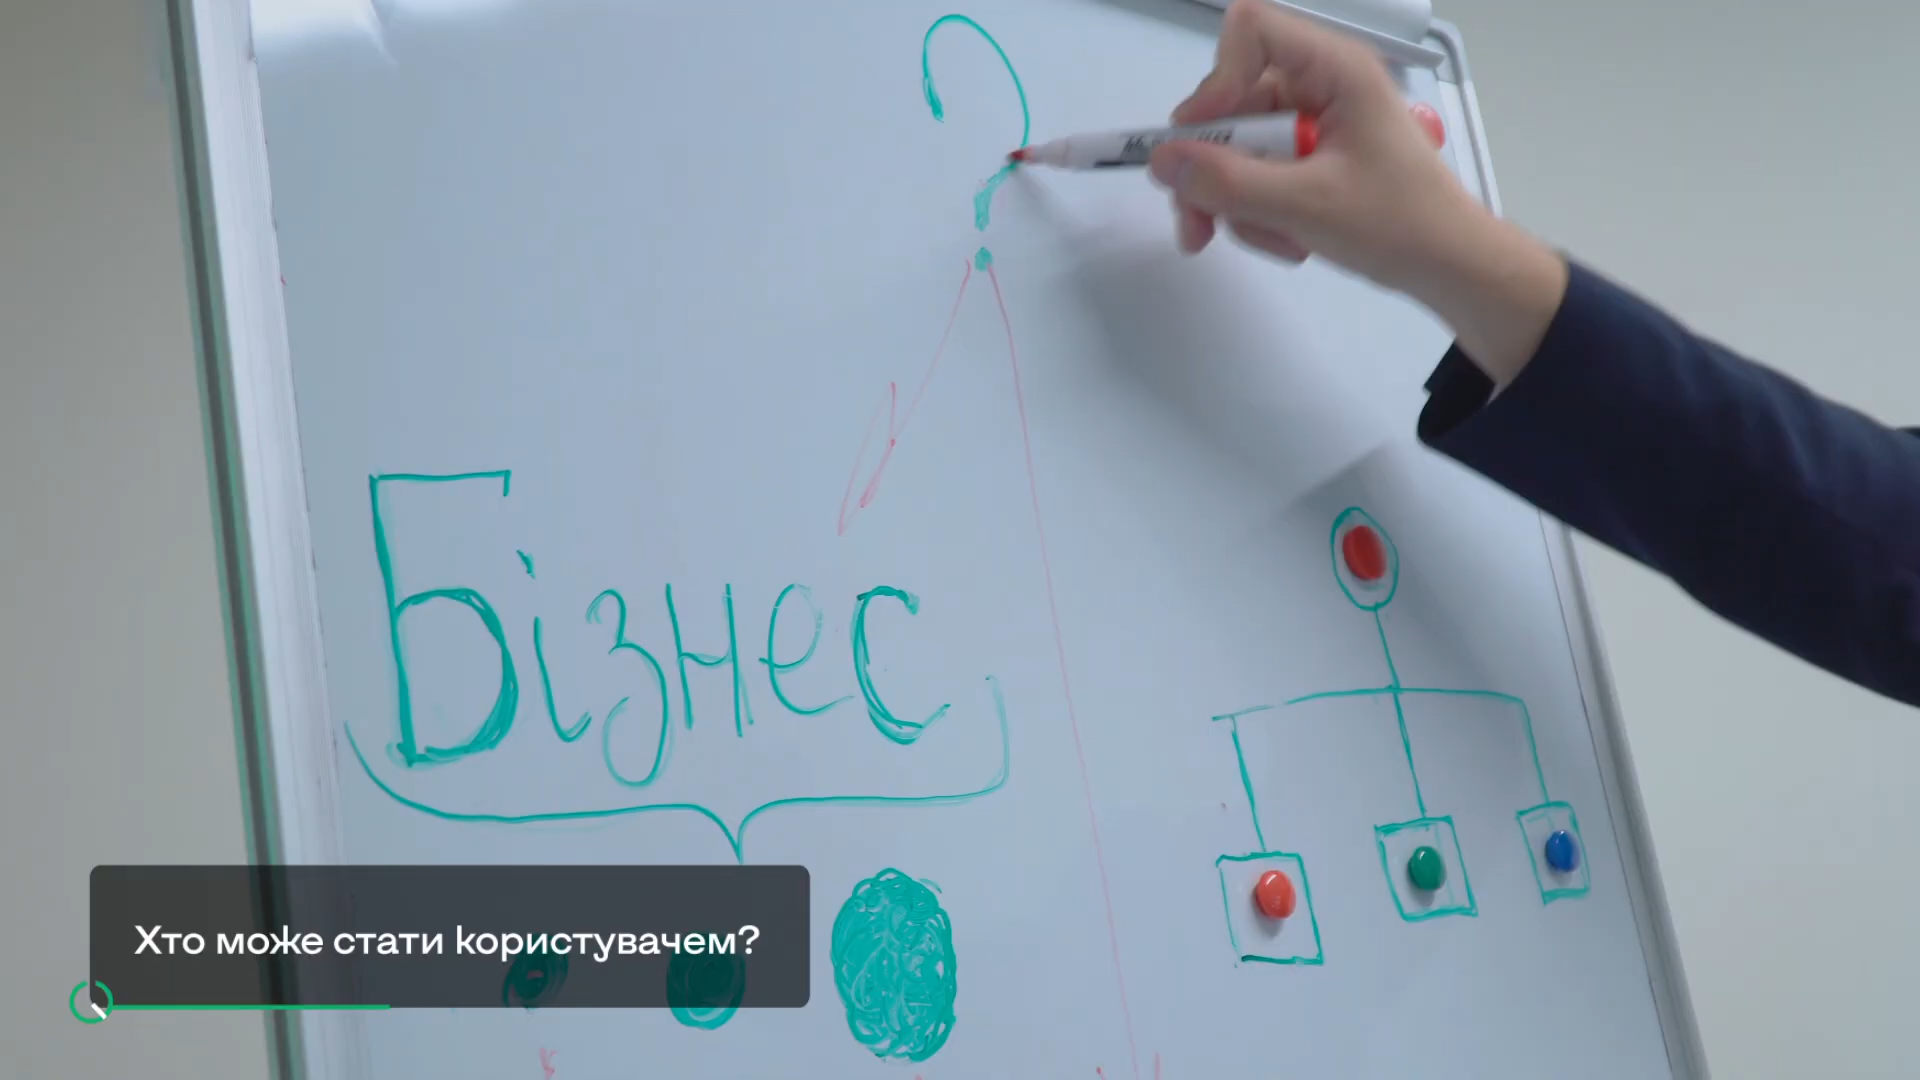 ?
Бізнес
Хто може стати користувачем?